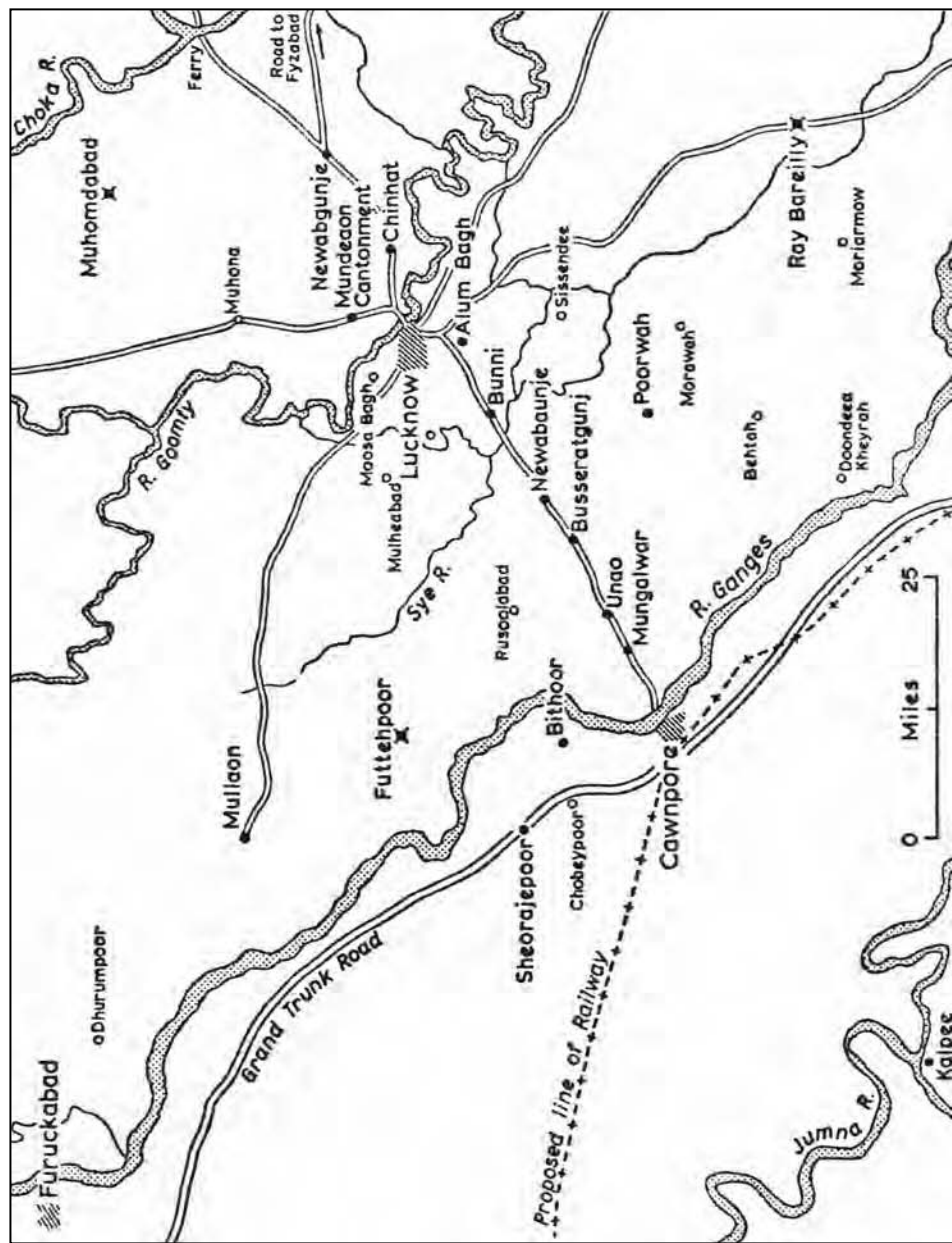 Furuckabad
Dhurumpoor
Choka R.
Muhomdabad
R. Goomty
Ferry
Road to
Fyzabad
Mullaon
Muhona
Grand Trunk Road
Newabgunje
Mundeaon
Cantonment
Chinhat
Moosa Bagh
Mulheabad
Lucknow
Futtehpoor
Sye R.
Alum Bagh
Bunni
Rusoolabad
Sheorajepoor
Bithoor
Newabaunje
Sissendee
Chobeypoor
Busseratgunj
Unao
Mungalwar
Poorwah
Morawah
Proposed line of Railway
Cawnpore
R. Ganges
Behtah
Ray Bareilly
Doondeea
Kheyrah
Moriarmow
Jumna R.
Kalpee
0 Miles 25